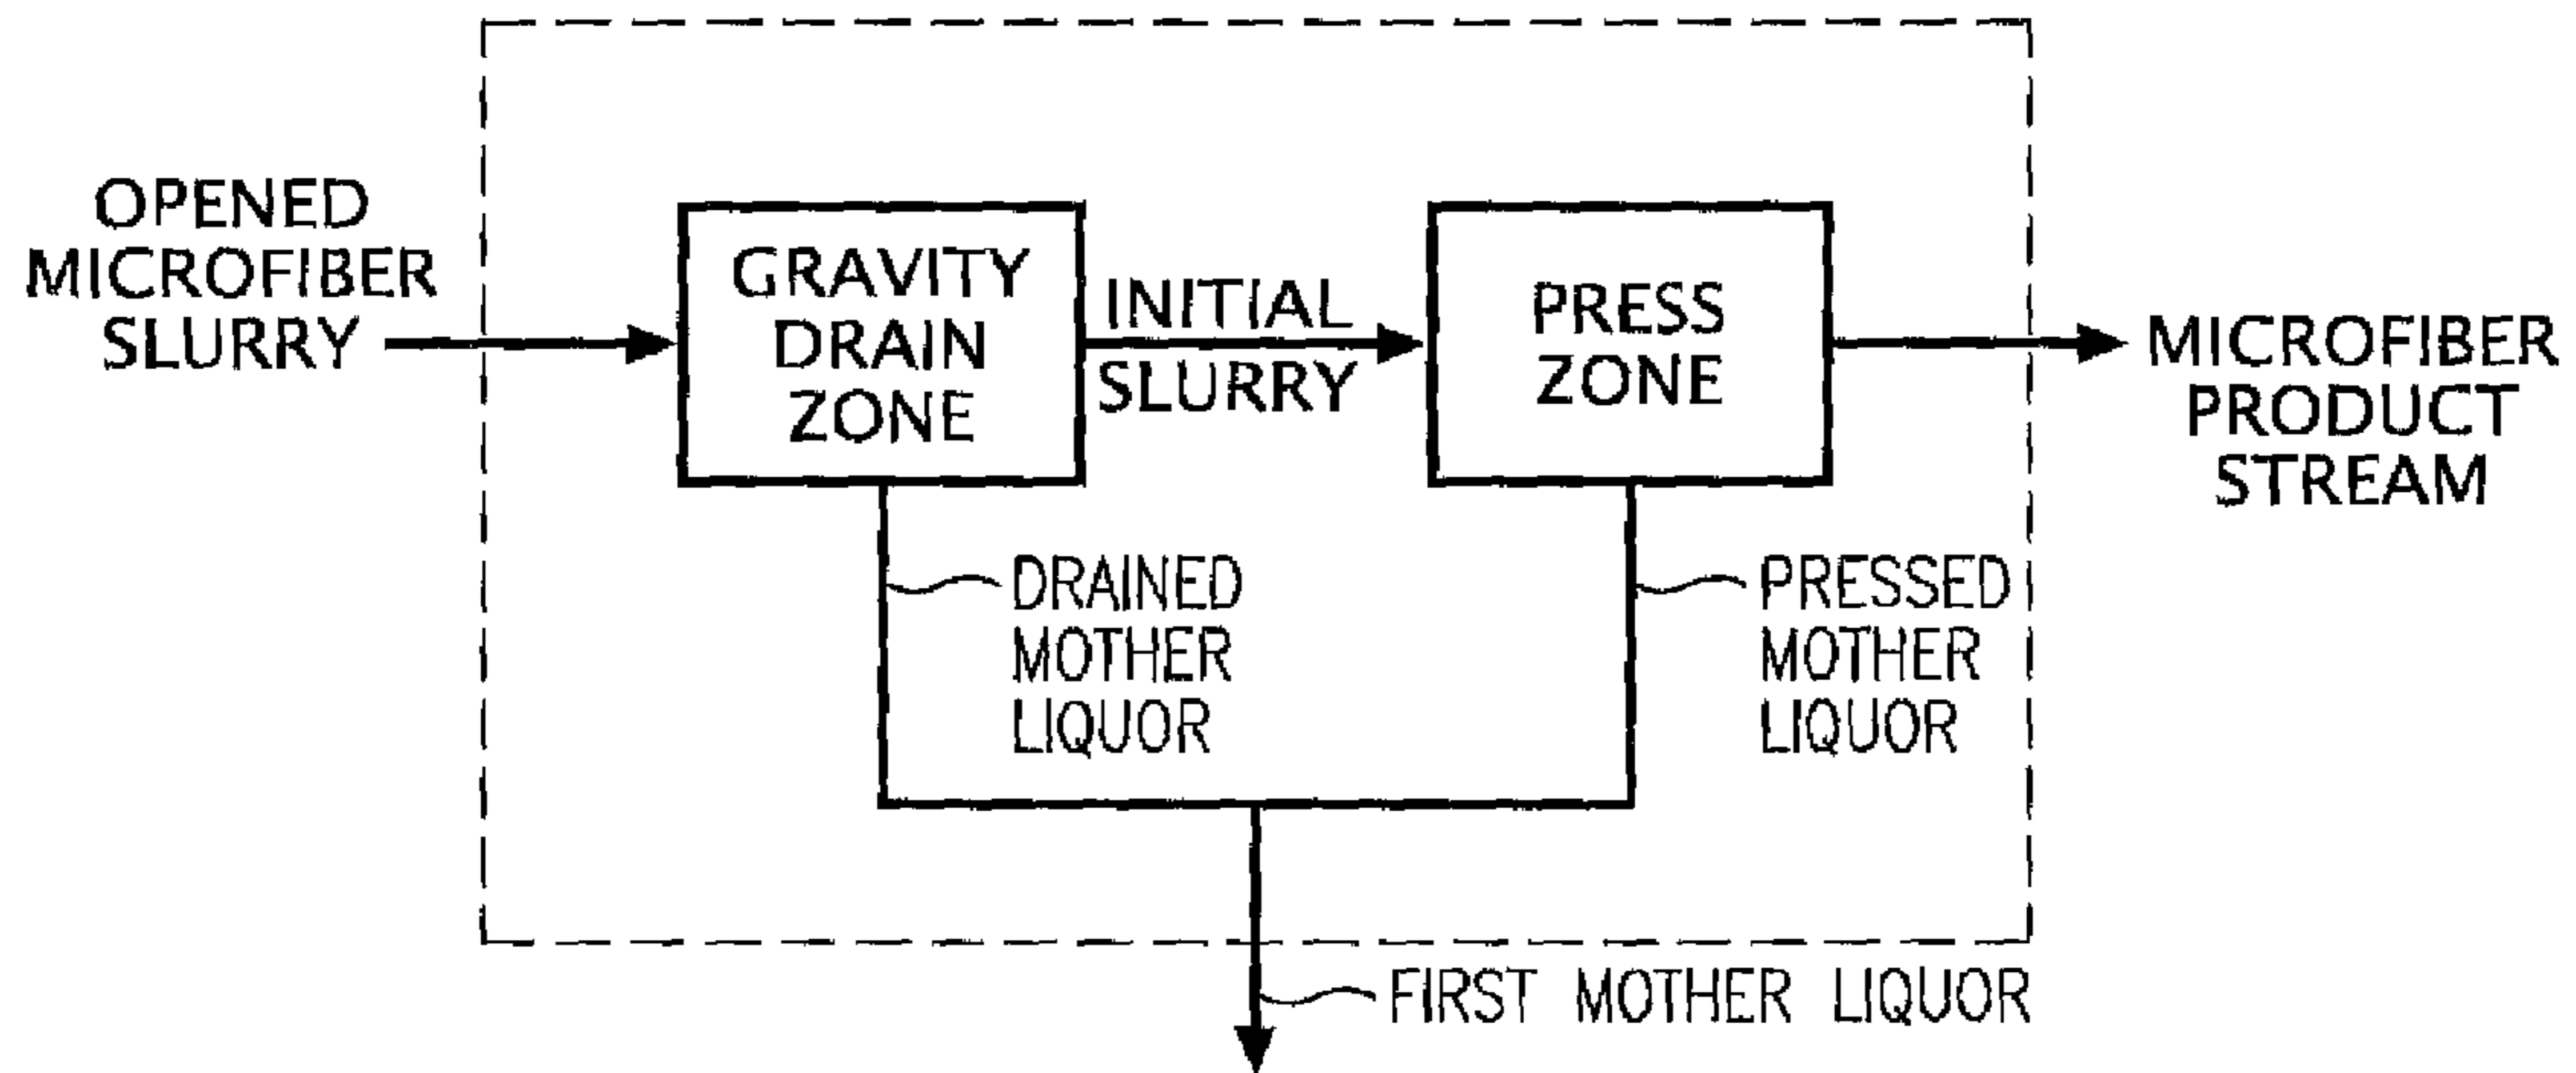 OPENED
MICROFIBER
SLURRY
GRAVITY
DRAIN
ZONE
INITIAL
SLURRY
PRESS
ZONE
MICROFIBER
PRODUCT
STREAM
DRAINED
MOTHER
LIQUOR
PRESSED
MOTHER
LIQUOR
FIRST MOTHER LIQUOR